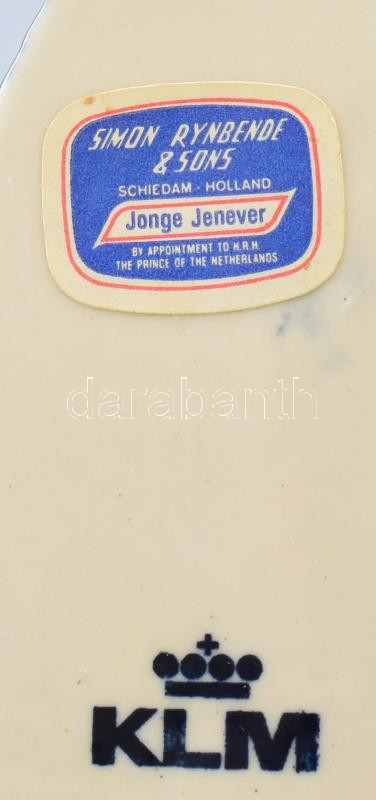 SIMON RYNBENDE
& SONS
SCHIEDAM - HOLLAND
Jonge Jenever
BY APPOINTMENT TO H.R.H.
THE PRINCE OF THE NETHERLANDS
darabanth
KLM